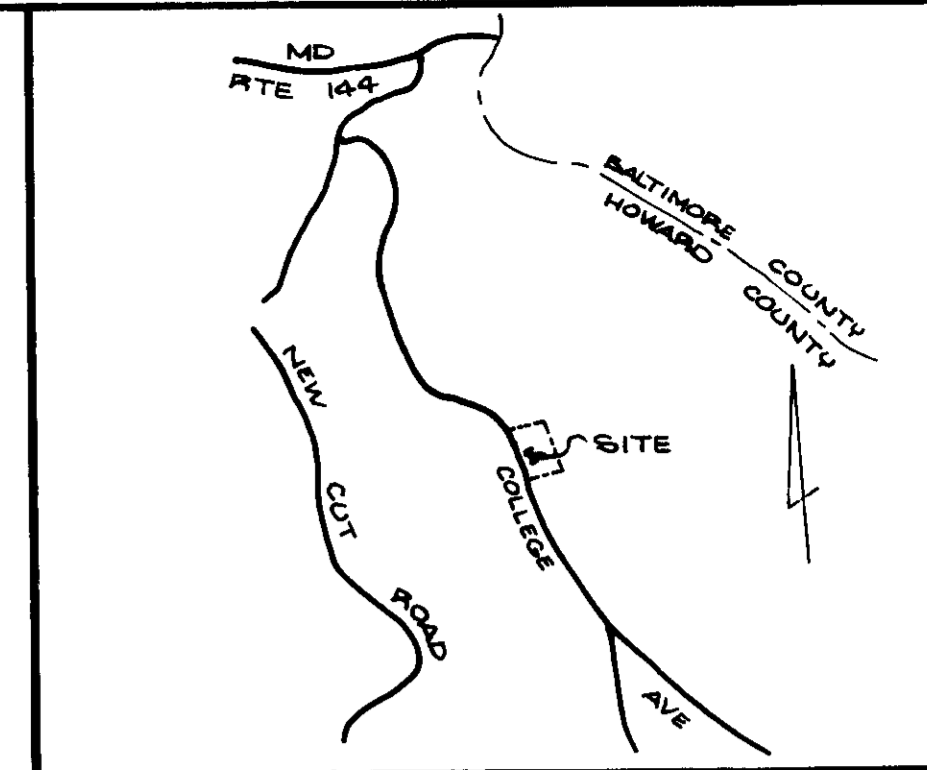 MD
RTE 144
BALTIMORE COUNTY
HOWARD COUNTY
NEW CUT ROAD
SITE
COLLEGE AVE